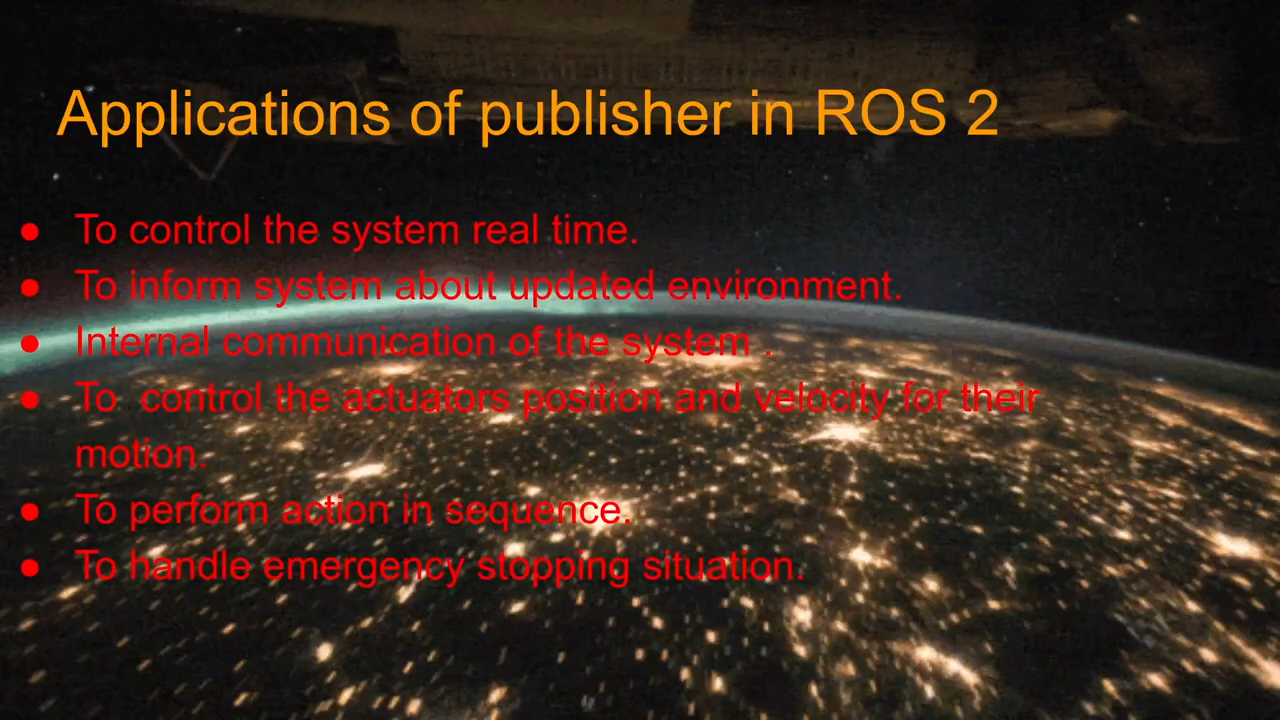 Applications of publisher in ROS 2
● To control the system real time.
● To inform system about updated environment.
● Internal communication of the system .
● To  control the actuators position and velocity for their
motion.
● To perform action in sequence.
● To handle emergency stopping situation.